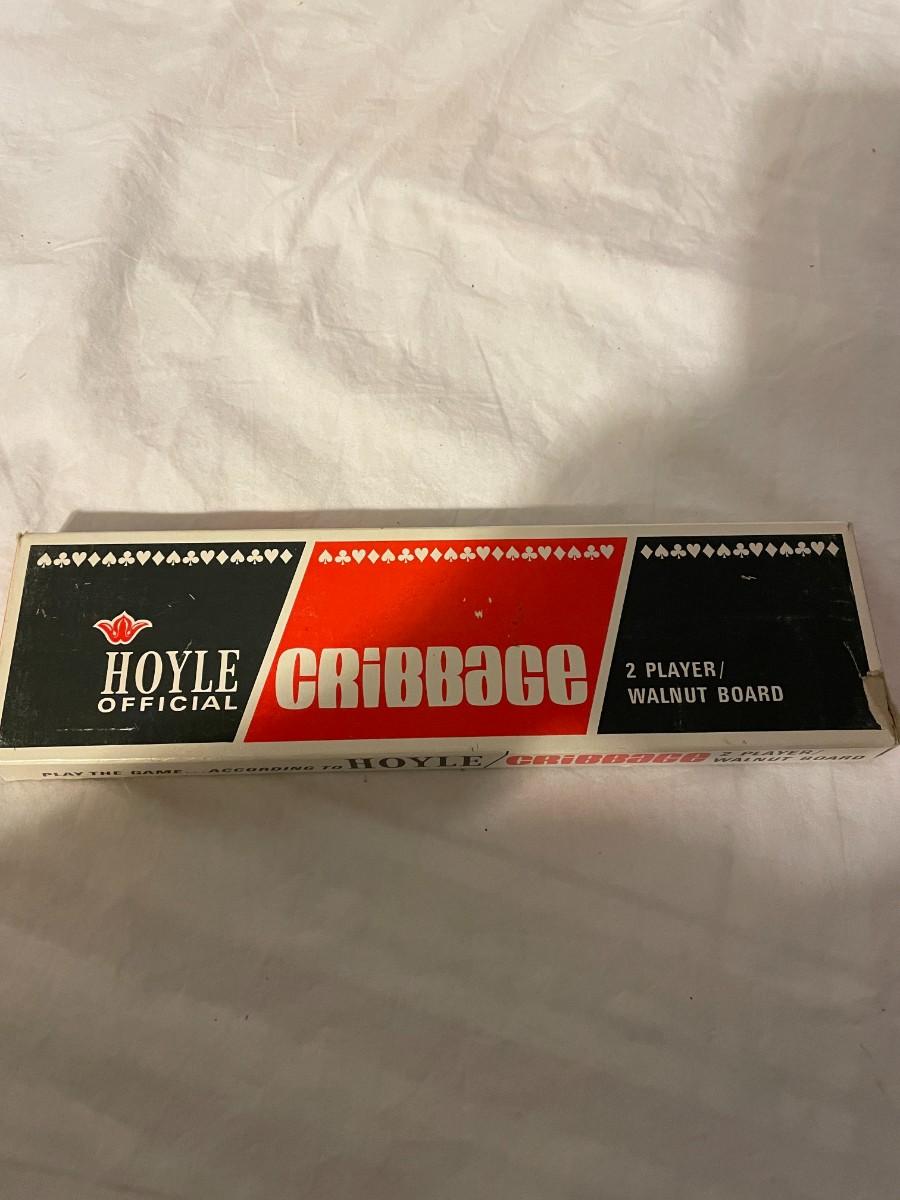 HOYLE
OFFICIAL
CRiBBaGe
2 PLAYER/
WALNUT BOARD
PLAY THE GAME... ACCORDING TO HOYLE/CRiBBaGe 2 PLAYER/
WALNUT BOARD